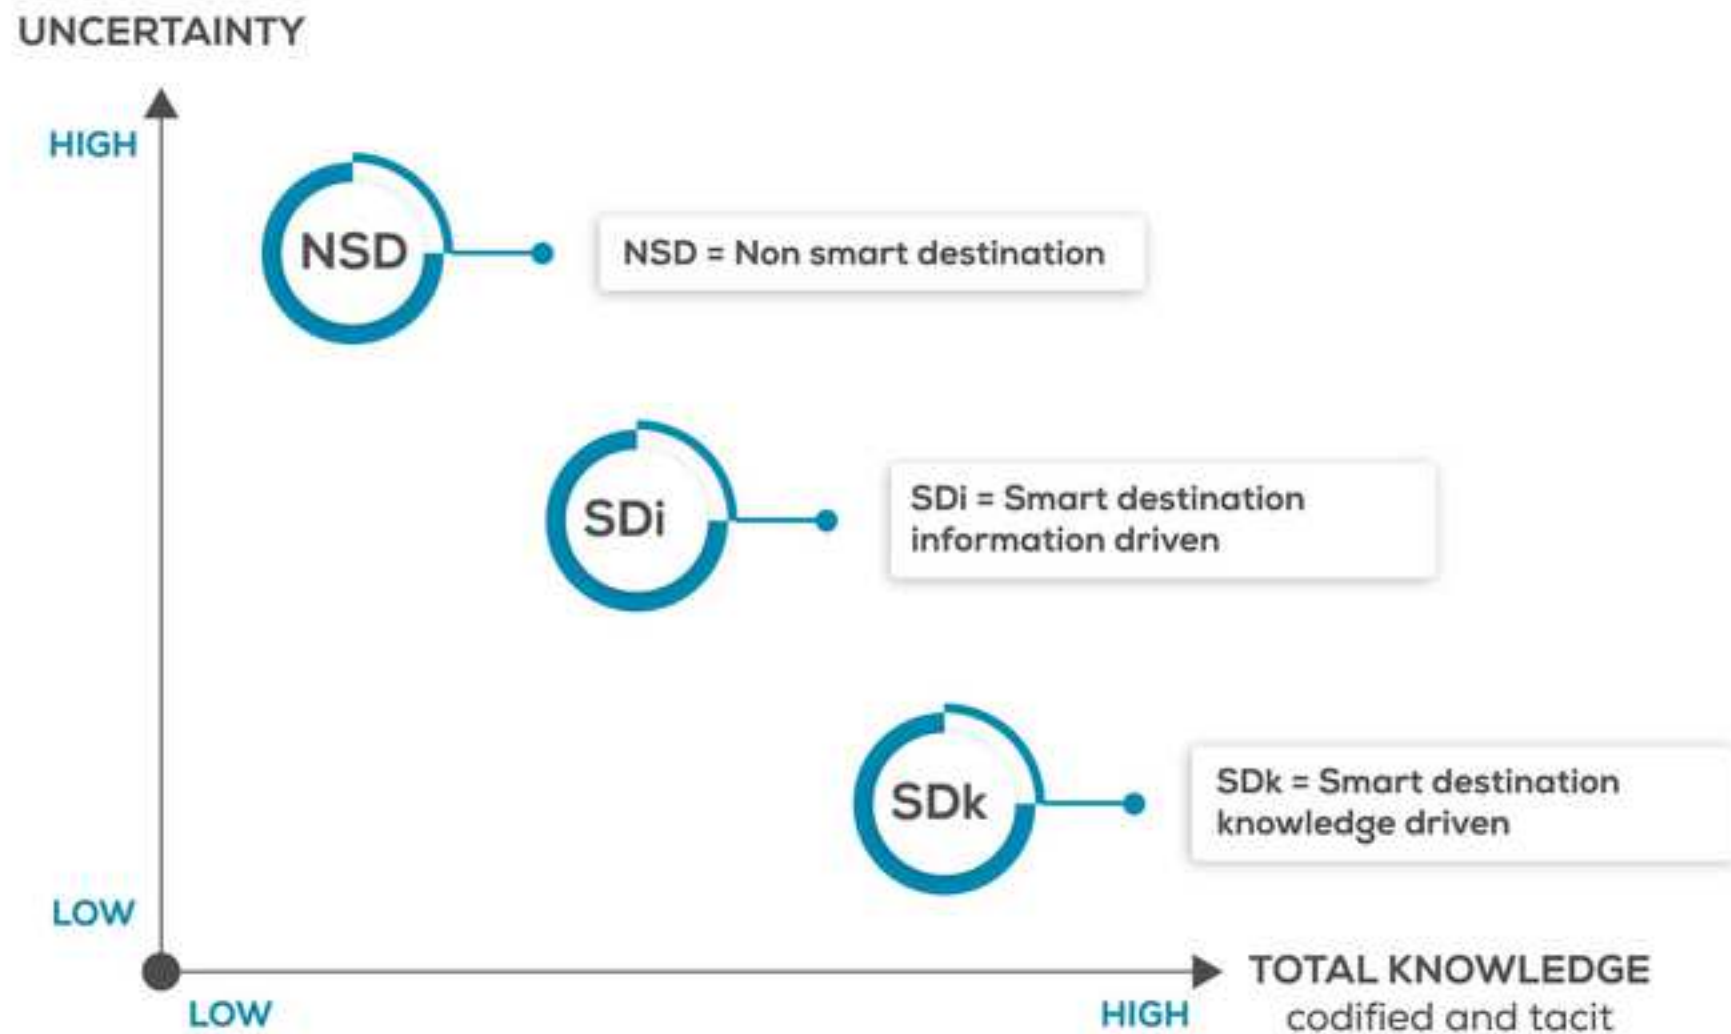 UNCERTAINTY
HIGH
NSD
NSD = Non smart destination
SDi
SDi = Smart destination
information driven
SDk
SDk = Smart destination
knowledge driven
LOW
LOW
HIGH
TOTAL KNOWLEDGE
codified and tacit